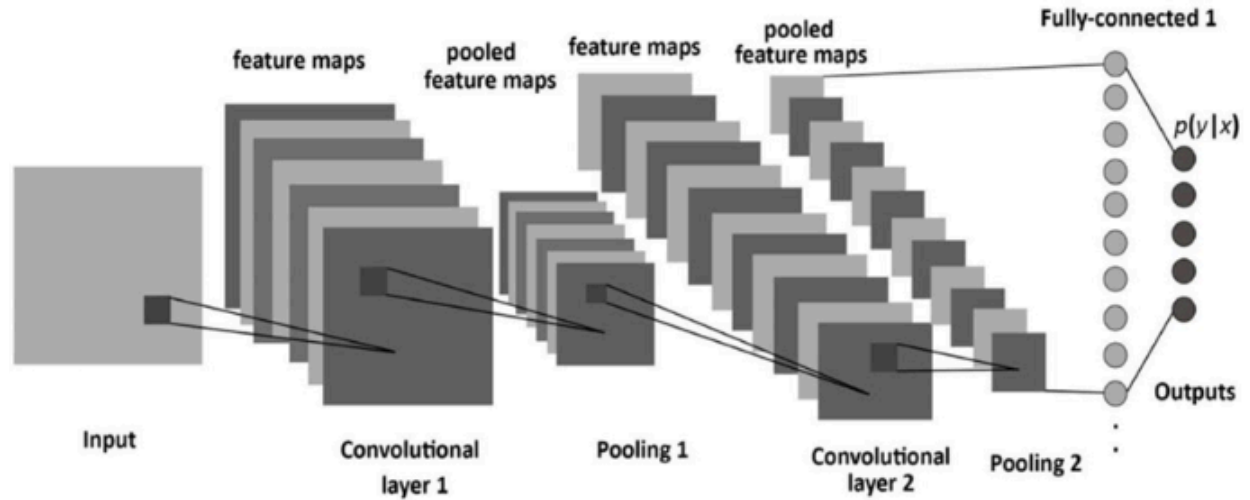 feature maps
pooled
feature maps
feature maps
pooled
feature maps
Fully-connected 1
p(y|x)
Input
Convolutional
layer 1
Pooling 1
Convolutional
layer 2
Pooling 2
Outputs